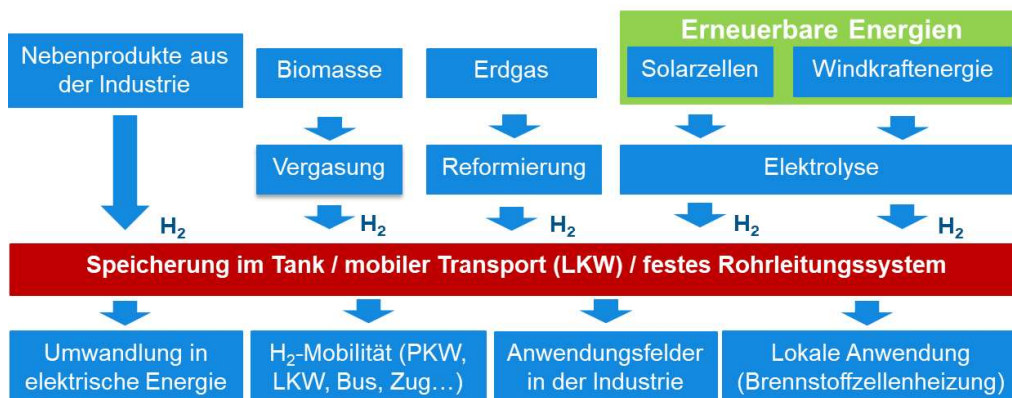 Erneuerbare Energien
Nebenprodukte aus
der Industrie
Biomasse
Erdgas
Solarzellen
Windkraftenergie
Vergasung
Reformierung
Elektrolyse
H₂
H₂
H₂
H₂
H₂
Speicherung im Tank / mobiler Transport (LKW) / festes Rohrleitungssystem
Umwandlung in
elektrische Energie
H₂-Mobilität (PKW,
LKW, Bus, Zug…)
Anwendungsfelder
in der Industrie
Lokale Anwendung
(Brennstoffzellenheizung)